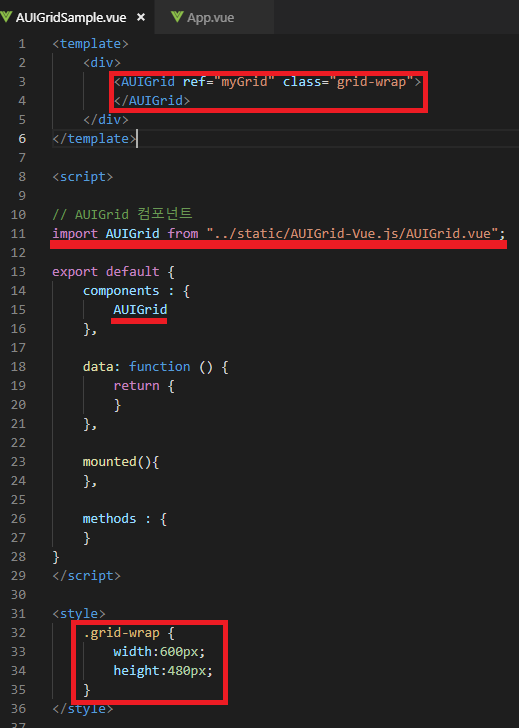 AUIGridSample.vue × App.vue
1 <template>
2 <div>
3 <AUIGrid ref="myGrid" class="grid-wrap">
4 </AUIGrid>
5 </div>
6 </template>
7
8 <script>
9
10 // AUIGrid 컴포넌트
11 import AUIGrid from "../static/AUIGrid-Vue.js/AUIGrid.vue";
12
13 export default {
14 components : {
15 AUIGrid
16 },
17
18 data: function () {
19 return {
20 }
21 },
22
23 mounted(){
24 },
25
26 methods : {
27 }
28 }
29 </script>
30
31 <style>
32 .grid-wrap {
33 width:600px;
34 height:480px;
35 }
36 </style>
37